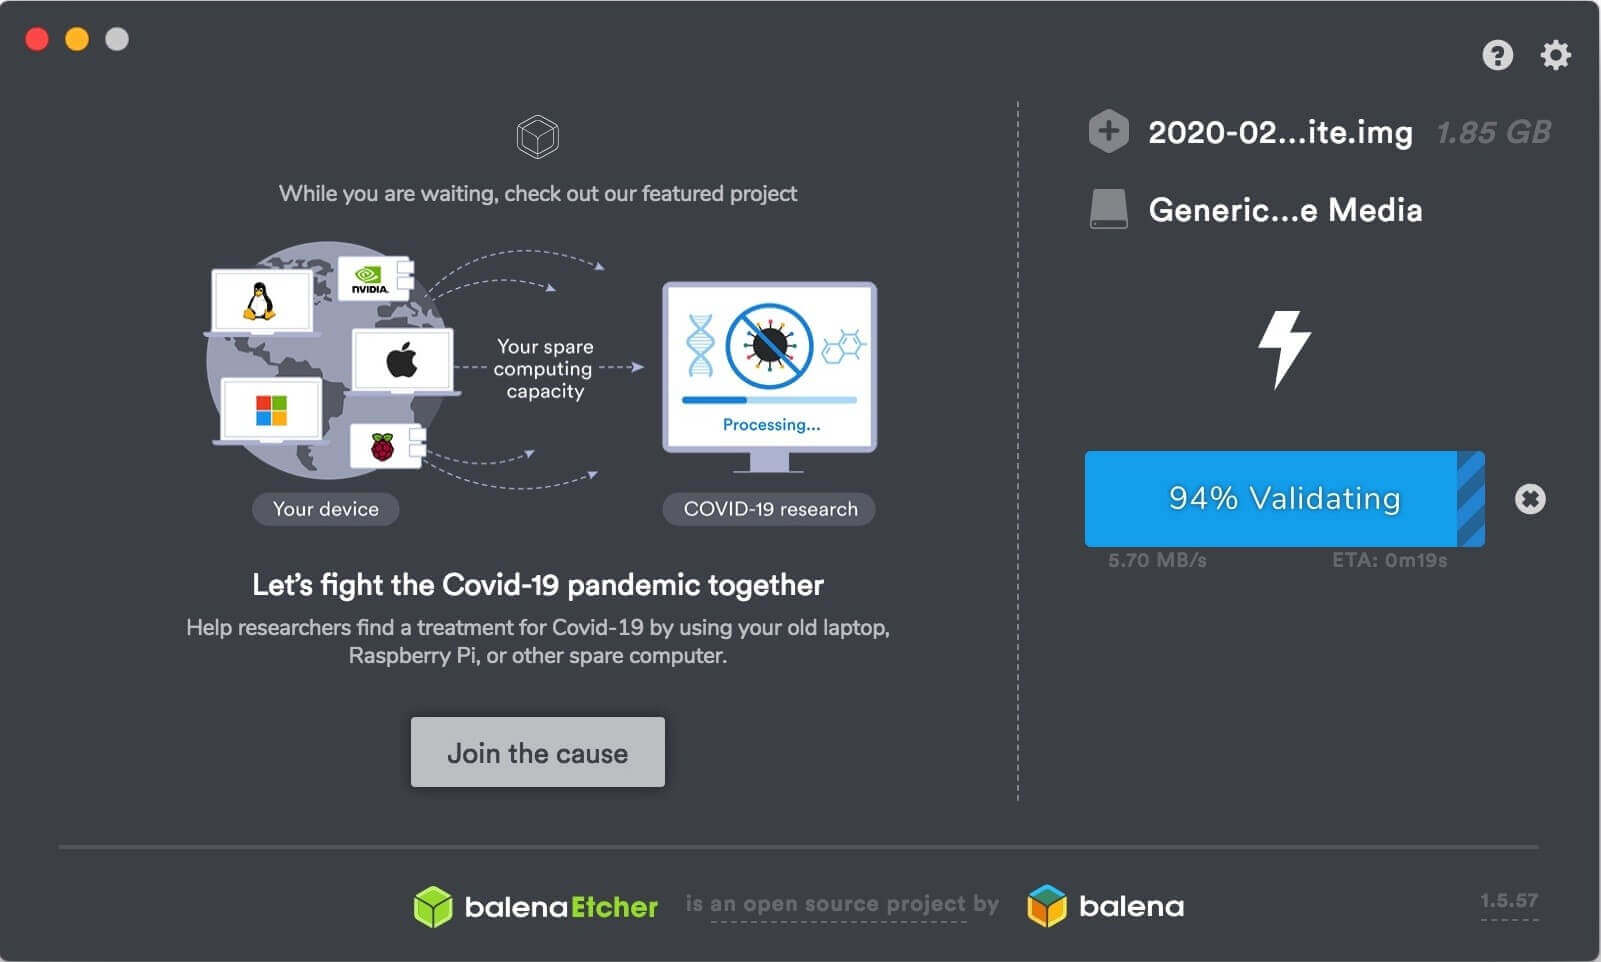 While you are waiting, check out our featured project
NVIDIA.
Your spare
computing
capacity
Processing...
Your device
COVID-19 research
Let's fight the Covid-19 pandemic together
Help researchers find a treatment for Covid-19 by using your old laptop,
Raspberry Pi, or other spare computer.
Join the cause
2020-02...ite.img 1.85 GB
Generic...e Media
94% Validating
5.70 MB/s ETA: 0m19s
balenaEtcher is an open source project by balena 1.5.57